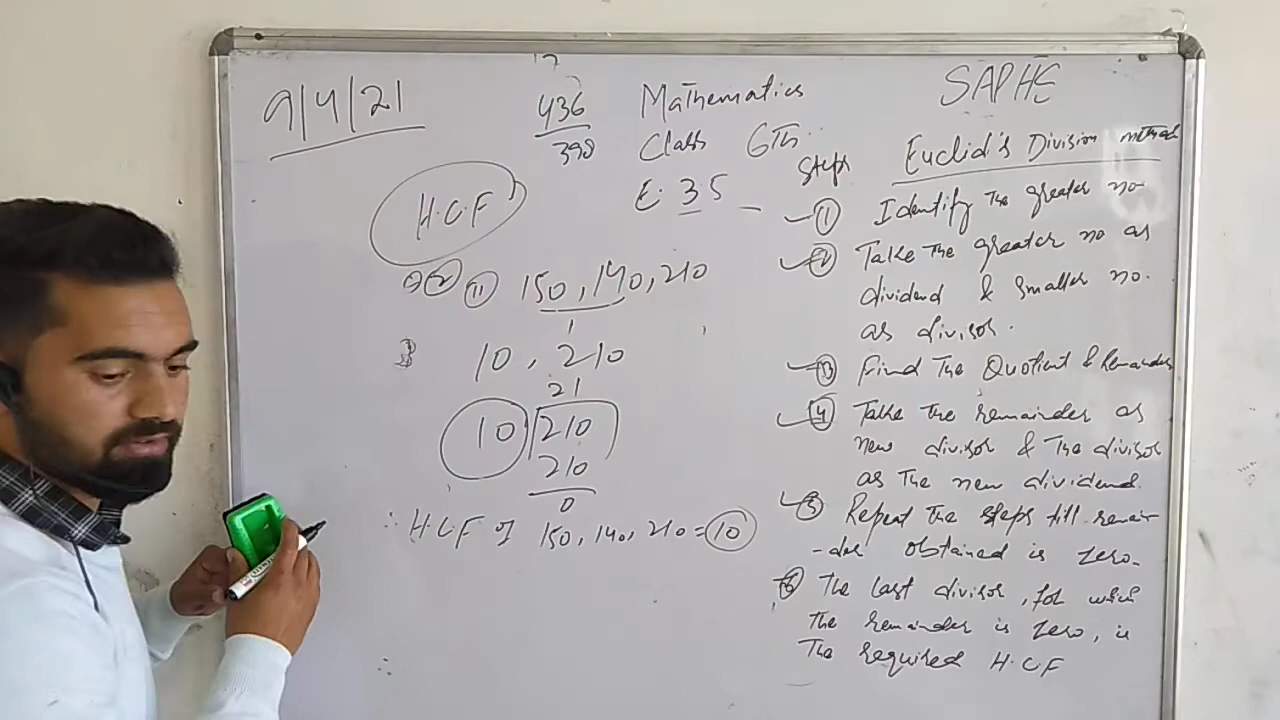 9/4/21
436
398
Mathematics
Class 6Th
E. 35
SAPHE
H.C.F
(2) (11) 150, 140, 210
1
10, 210
21
10 210
210
0
∴ H.C.F of 150, 140, 210 = 10
Euclid's Division method
Steps
(1) Identify The greater no
(2) Take The greater no as
dividend & smaller no.
as divisor.
(3) Find The Quotient & Remainder
(4) Take The remainder as
new divisor & The divisor
as The new dividend.
(5) Repeat The steps till remain-
-der obtained is zero.
(6) The last divisor, for which
the remainder is zero, is
The required H.C.F